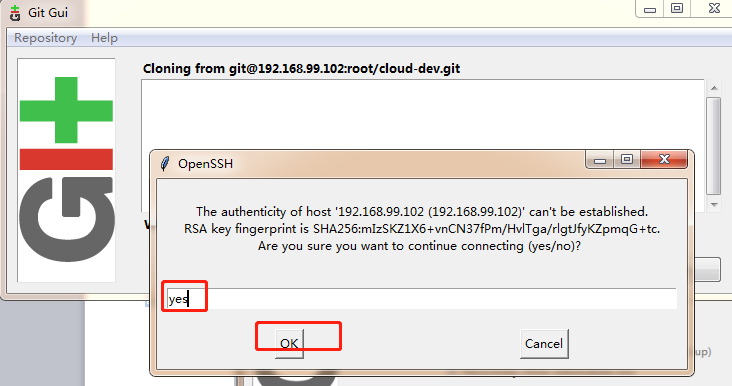 Git Gui
Repository Help
Cloning from git@192.168.99.102:root/cloud-dev.git
OpenSSH
The authenticity of host '192.168.99.102 (192.168.99.102)' can't be established.
RSA key fingerprint is SHA256:mIzSKZ1X6+vnCN37fPm/HvlTga/rlgtJfyKZpmqG+tc.
Are you sure you want to continue connecting (yes/no)?
yes
OK Cancel